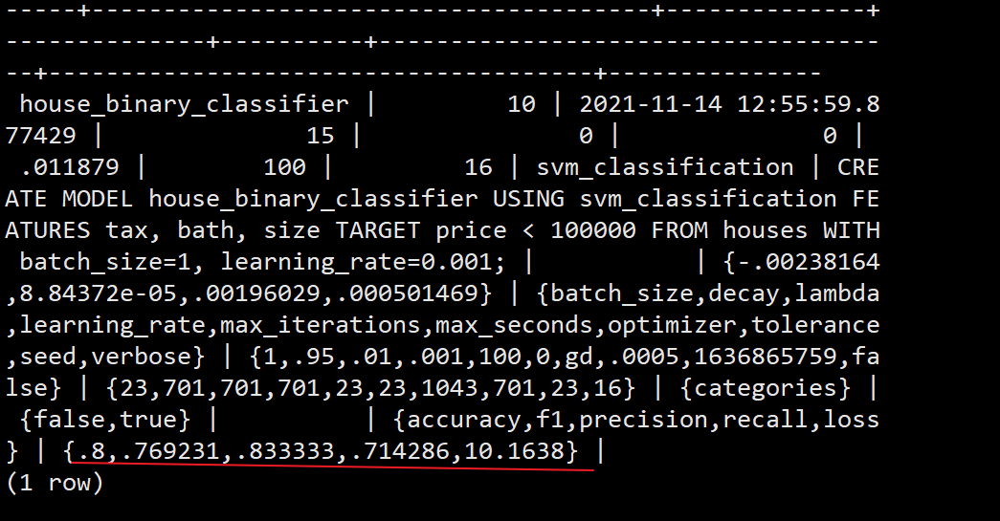 -----+---------------------------------------+--------------+
--------------+----------+-----------------------------------
--+--------------------------------------+---------------
 house_binary_classifier |         10 | 2021-11-14 12:55:59.8
77429 |              15 |               0 |              0 |
 .011879 |        100 |         16 | svm_classification | CRE
ATE MODEL house_binary_classifier USING svm_classification FE
ATURES tax, bath, size TARGET price < 100000 FROM houses WITH
 batch_size=1, learning_rate=0.001; |           | {-.00238164
,8.84372e-05,.00196029,.000501469} | {batch_size,decay,lambda
,learning_rate,max_iterations,max_seconds,optimizer,tolerance
,seed,verbose} | {1,.95,.01,.001,100,0,gd,.0005,1636865759,fa
lse} | {23,701,701,701,23,23,1043,701,23,16} | {categories} |
 {false,true} |          | {accuracy,f1,precision,recall,loss
} | {.8,.769231,.833333,.714286,10.1638} |
(1 row)